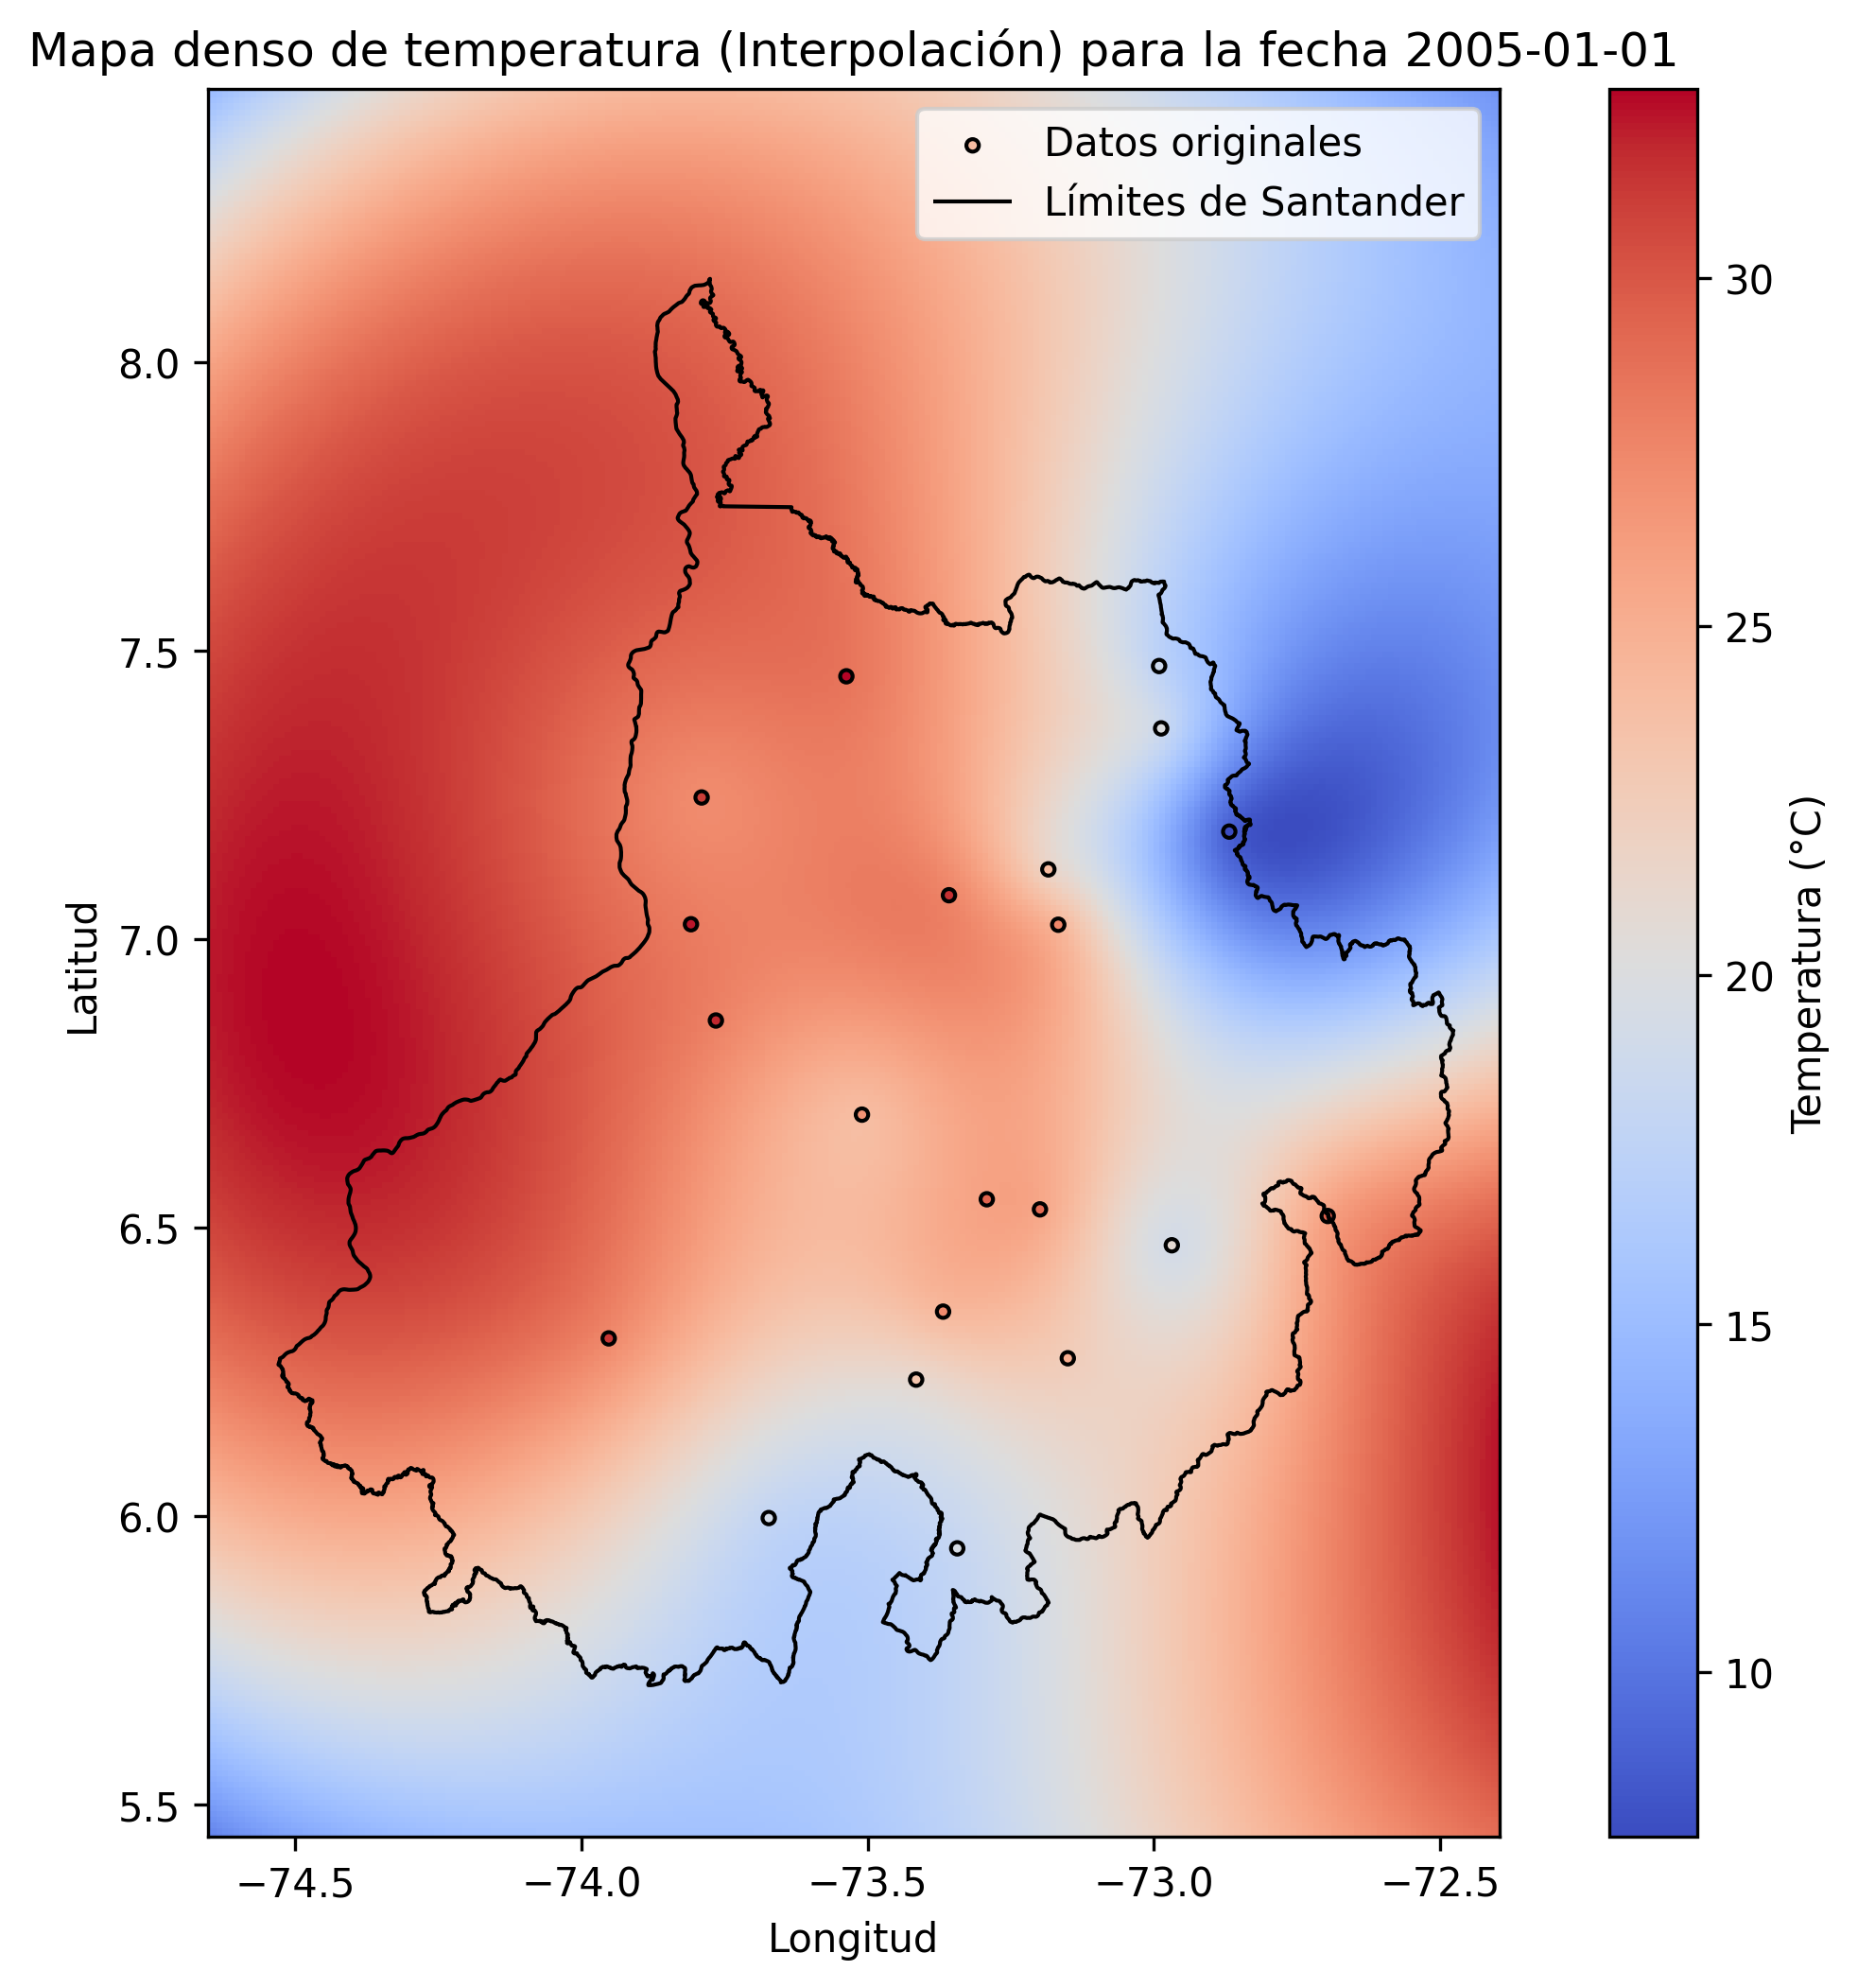 Mapa denso de temperatura (Interpolación) para la fecha 2005-01-01
Datos originales
Límites de Santander
8.0
7.5
7.0
6.5
6.0
5.5
Latitud
−74.5
−74.0
−73.5
−73.0
−72.5
Longitud
30
25
20
15
10
Temperatura (°C)